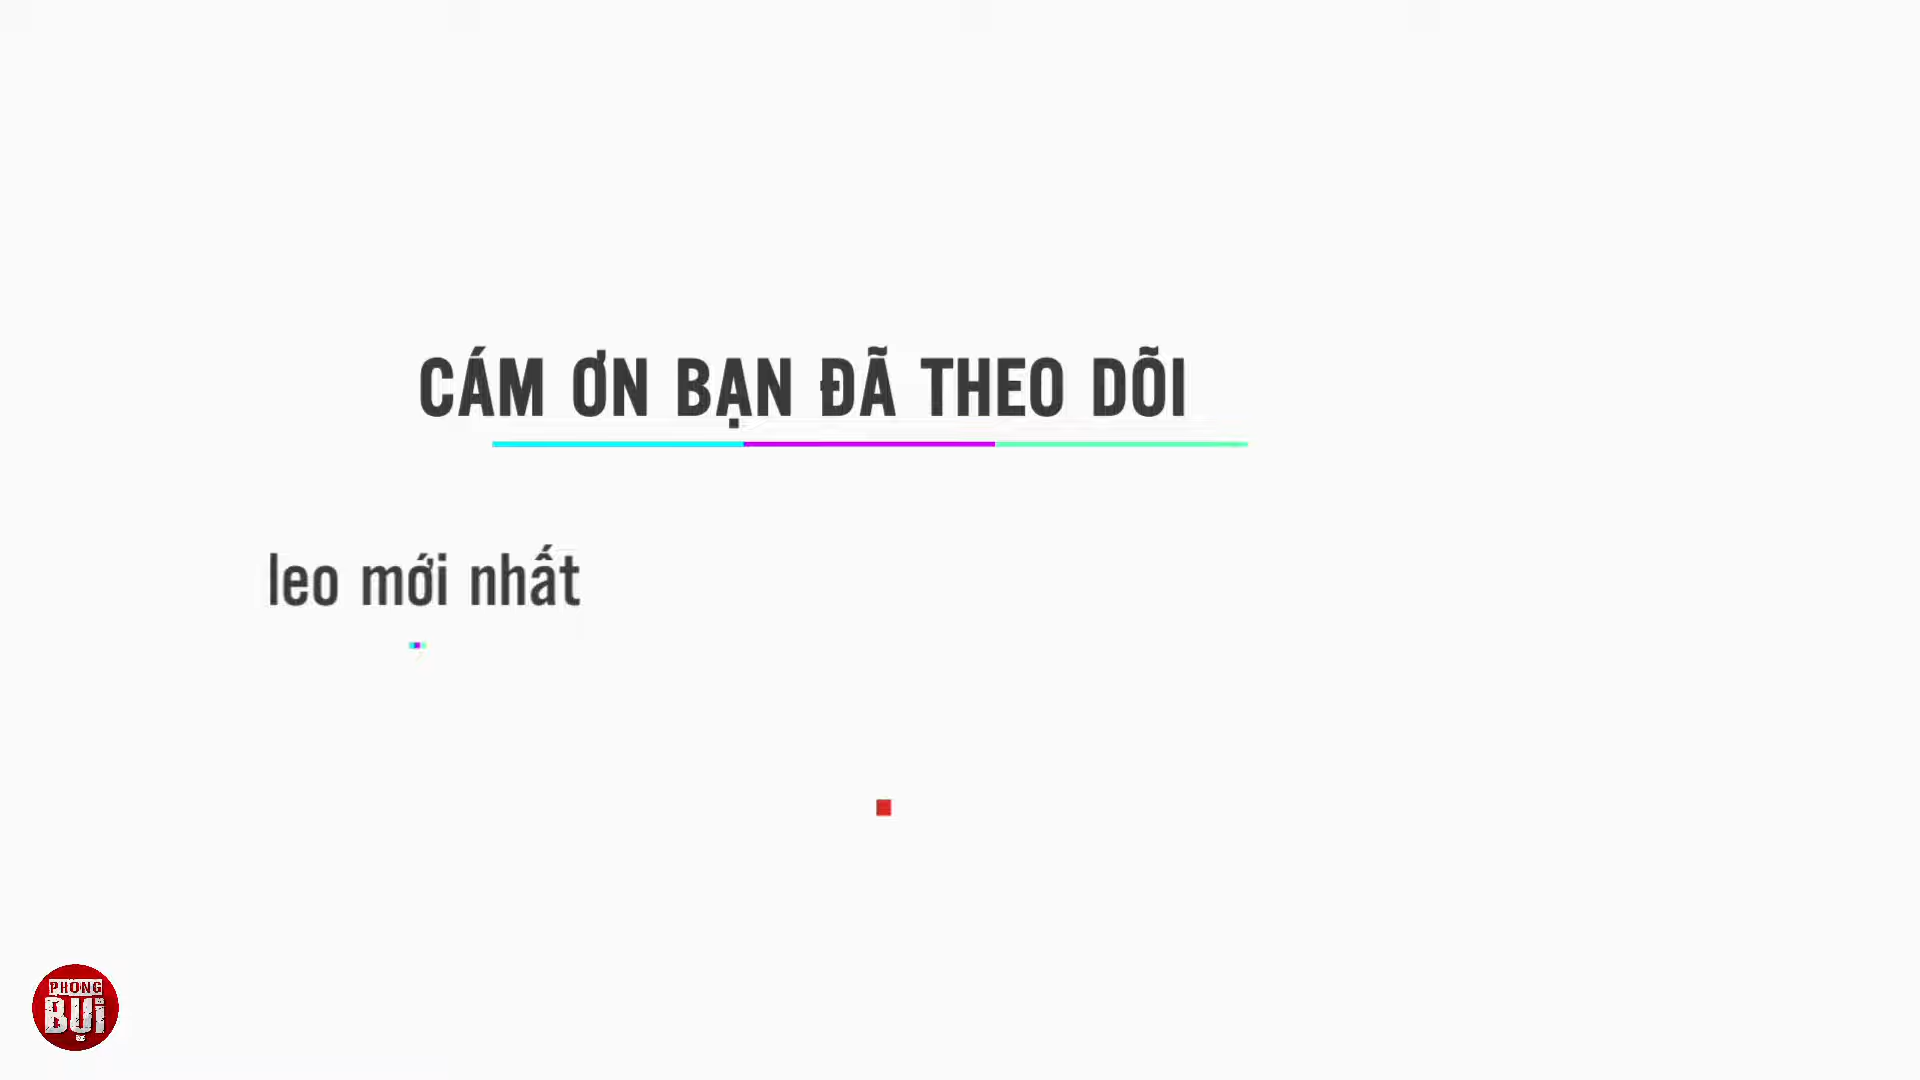 CÁM ƠN BẠN ĐÃ THEO DÕI
leo mới nhất
PHONG
BỤi